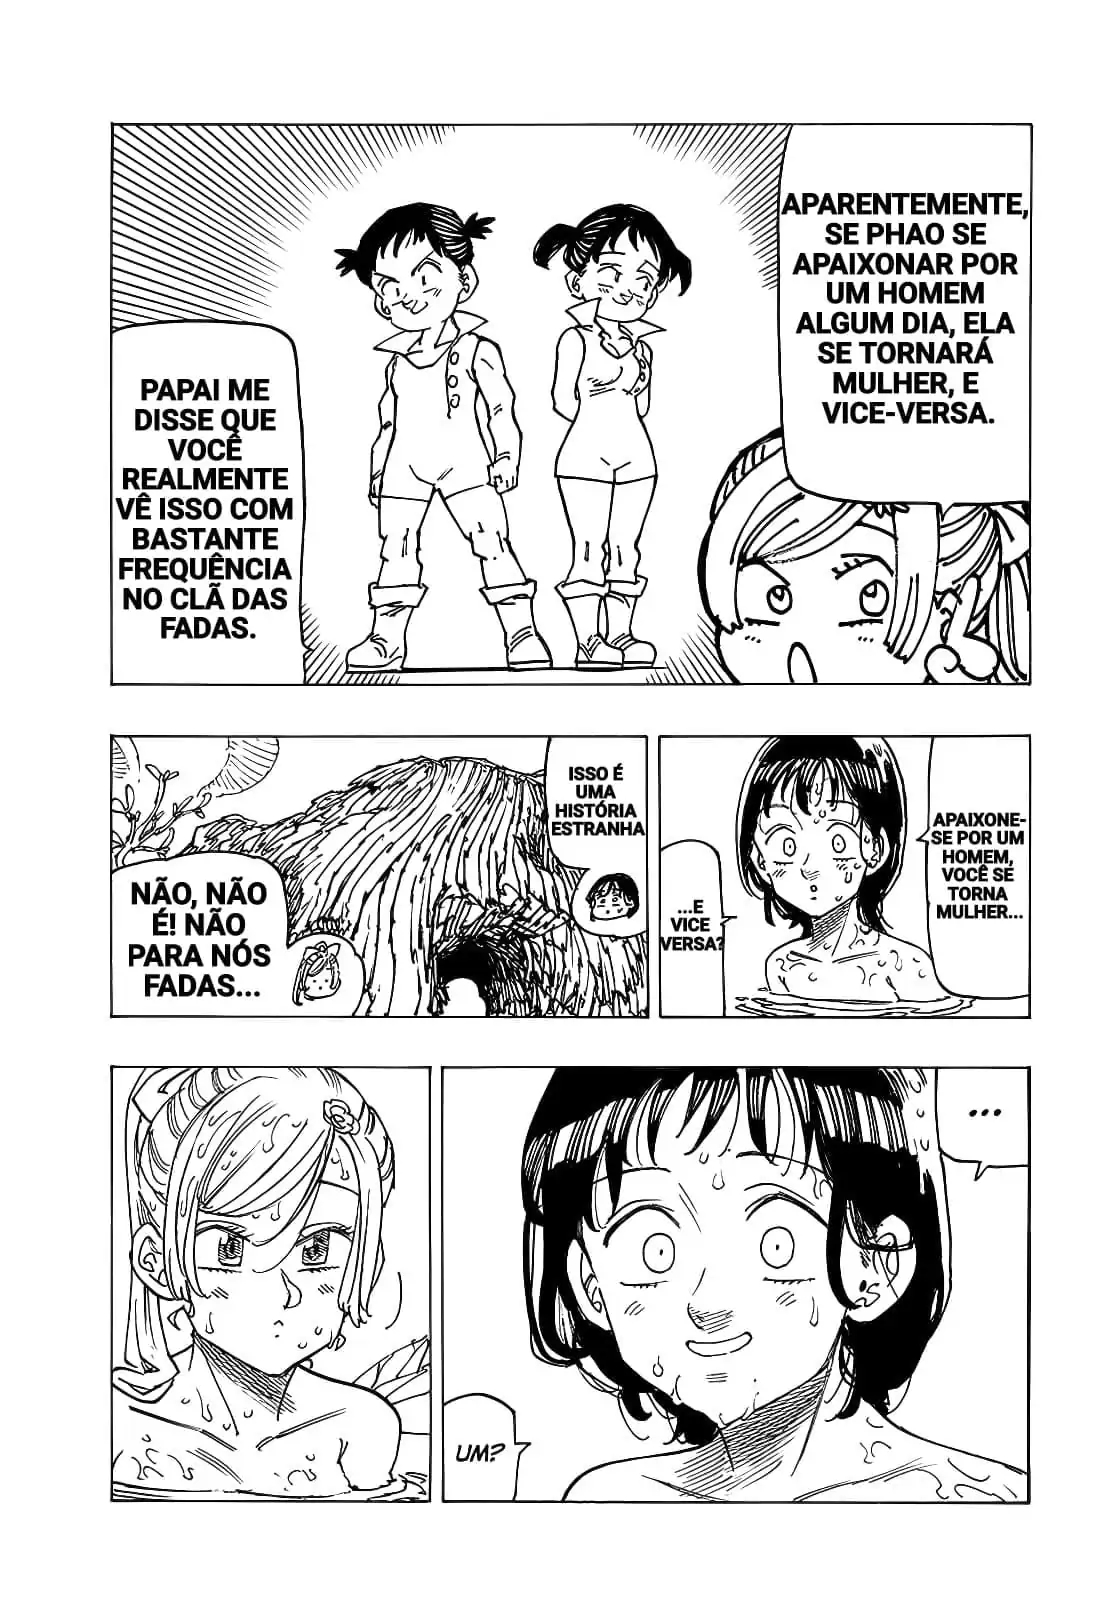 APARENTEMENTE,
SE PHAO SE
APAIXONAR POR
UM HOMEM
ALGUM DIA, ELA
SE TORNARÁ
MULHER, E
VICE-VERSA.
PAPAI ME
DISSE QUE
VOCÊ
REALMENTE
VÊ ISSO COM
BASTANTE
FREQUÊNCIA
NO CLÃ DAS
FADAS.
APAIXONE-
SE POR UM
HOMEM,
VOCÊ SE
TORNA
MULHER...
...E
VICE
VERSA?
ISSO É
UMA
HISTÓRIA
ESTRANHA
NÃO, NÃO
É! NÃO
PARA NÓS
FADAS...
...
UM?